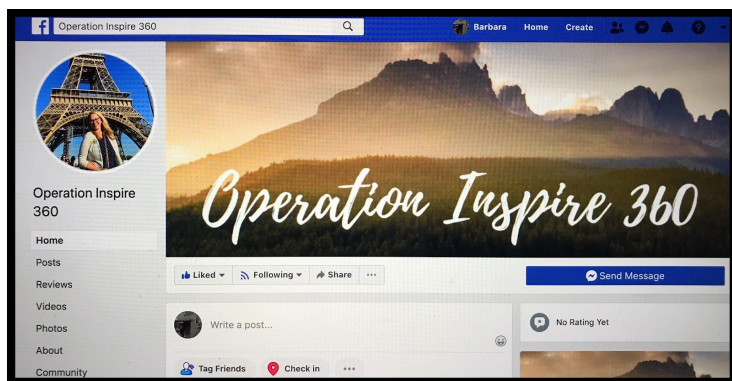 f Operation Inspire 360
Barbara Home Create
Operation Inspire 360
Operation Inspire
360
Home
Posts
Reviews
Videos
Photos
About
Community
Liked Following Share
Send Message
Write a post...
Tag Friends Check in
No Rating Yet